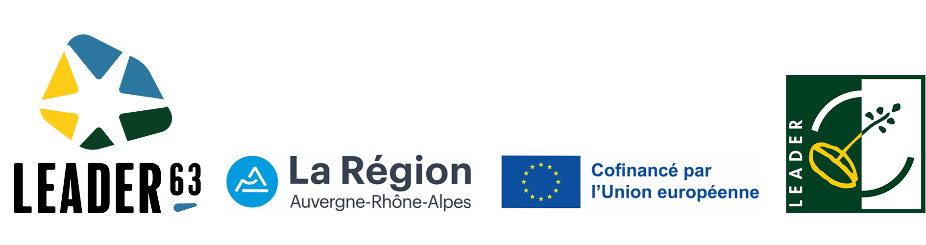 LEADER 63
La Région
Auvergne-Rhône-Alpes
Cofinancé par
l'Union européenne
LEADER